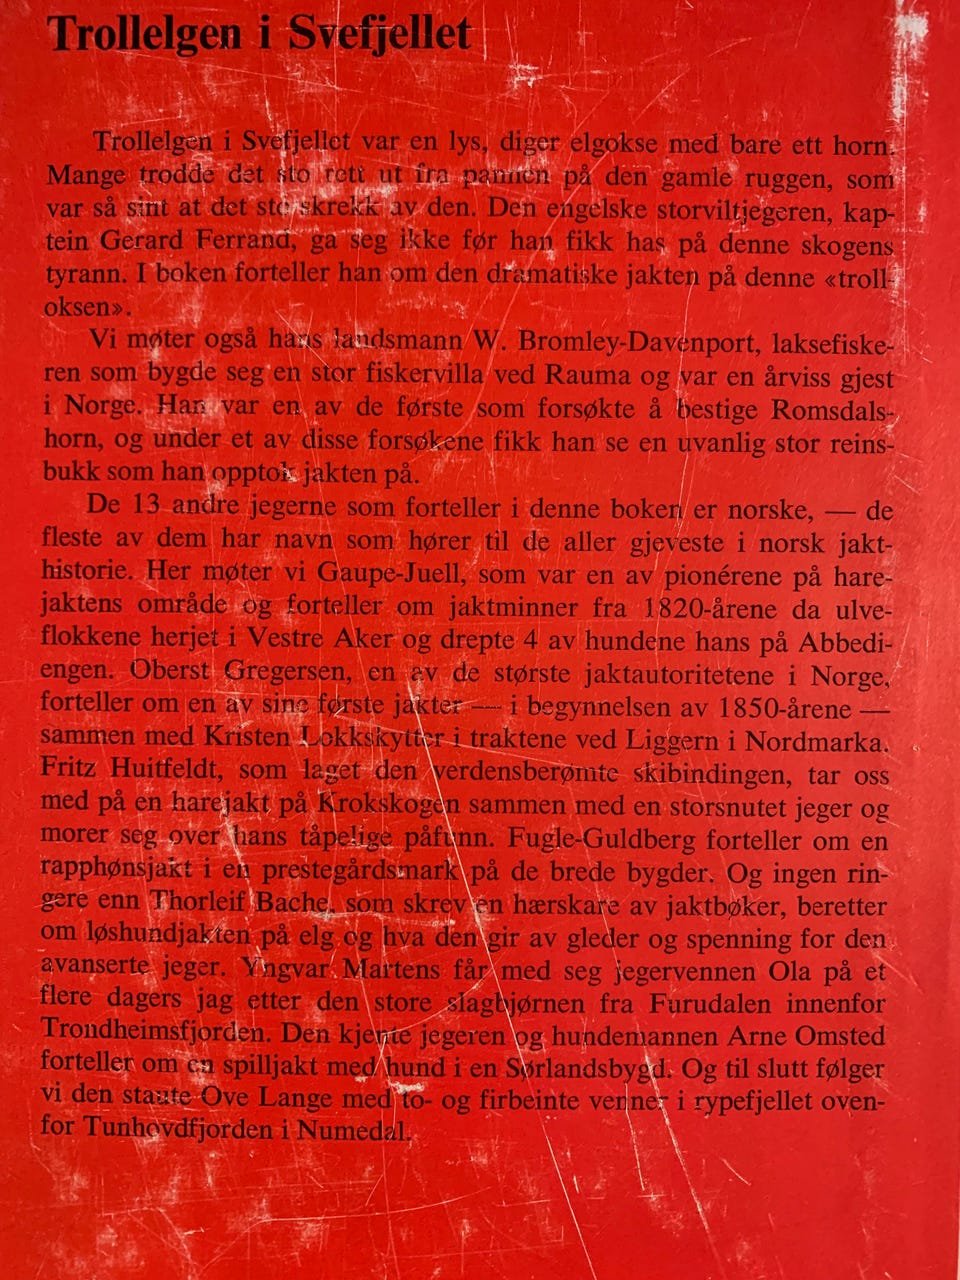 Trollelgen i Svefjellet
Trollelgen i Svefjellet var en lys, diger elgokse med bare ett horn.
Mange trodde det sto rett ut fra pannen på den gamle ruggen, som
var så sint at det sto skrekk av den. Den engelske storviltjegeren, kap-
tein Gerard Ferrand, ga seg ikke før han fikk has på denne skogens
tyrann. I boken forteller han om den dramatiske jakten på denne «troll-
oksen».
Vi møter også hans landsmann W. Bromley-Davenport, laksefiske-
ren som bygde seg en stor fiskervilla ved Rauma og var en årviss gjest
i Norge. Han var en av de første som forsøkte å bestige Romsdals-
horn, og under et av disse forsøkene fikk han se en uvanlig stor reins-
bukk som han opptok jakten på.
De 13 andre jegerne som forteller i denne boken er norske, — de
fleste av dem har navn som hører til de aller gjeveste i norsk jakt-
historie. Her møter vi Gaupe-Juell, som var en av pionérene på hare-
jaktens område og forteller om jaktminner fra 1820-årene da ulve-
flokkene herjet i Vestre Aker og drepte 4 av hundene hans på Abbedi-
engen. Oberst Gregersen, en av de største jaktautoritetene i Norge,
forteller om en av sine første jakter — i begynnelsen av 1850-årene —
sammen med Kristen Lokkskytter i traktene ved Liggern i Nordmarka.
Fritz Huitfeldt, som laget den verdensberømte skibindingen, tar oss
med på en harejakt på Krokskogen sammen med en storsnutet jeger og
morer seg over hans tåpelige påfunn. Fugle-Guldberg forteller om en
rapphønsjakt i en prestegårdsmark på de brede bygder. Og ingen rin-
gere enn Thorleif Bache, som skrev en hærskare av jaktbøker, beretter
om løshundjakten på elg og hva den gir av gleder og spenning for den
avanserte jeger. Yngvar Martens får med seg jegervennen Ola på et
flere dagers jag etter den store slagbjørnen fra Furudalen innenfor
Trondheimsfjorden. Den kjente jegeren og hundemannen Arne Omsted
forteller om en spilljakt med hund i en Sørlandsbygd. Og til slutt følger
vi den staute Ove Lange med to- og firbeinte venner i rypefjellet oven-
for Tunhovdfjorden i Numedal.